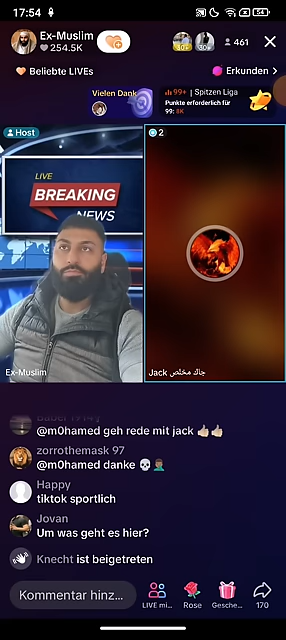 17:54
54
Ex-Muslim
254.5K
30+
30+
461
Beliebte LIVEs
Erkunden >
Vielen Dank
99+ | Spitzen Liga
Punkte erforderlich für
99: 8K
Host
2
LIVE
BREAKING
NEWS
Ex-Muslim
Jack جاك مخلص
@m0hamed geh rede mit jack 👍🏼👍🏼
zorrothemask 97
@m0hamed danke 💀🤦🏽‍♂️
Happy
tiktok sportlich
Jovan
Um was geht es hier?
Knecht ist beigetreten
Kommentar hinz...
LIVE mi...
Rose
Gesche...
170